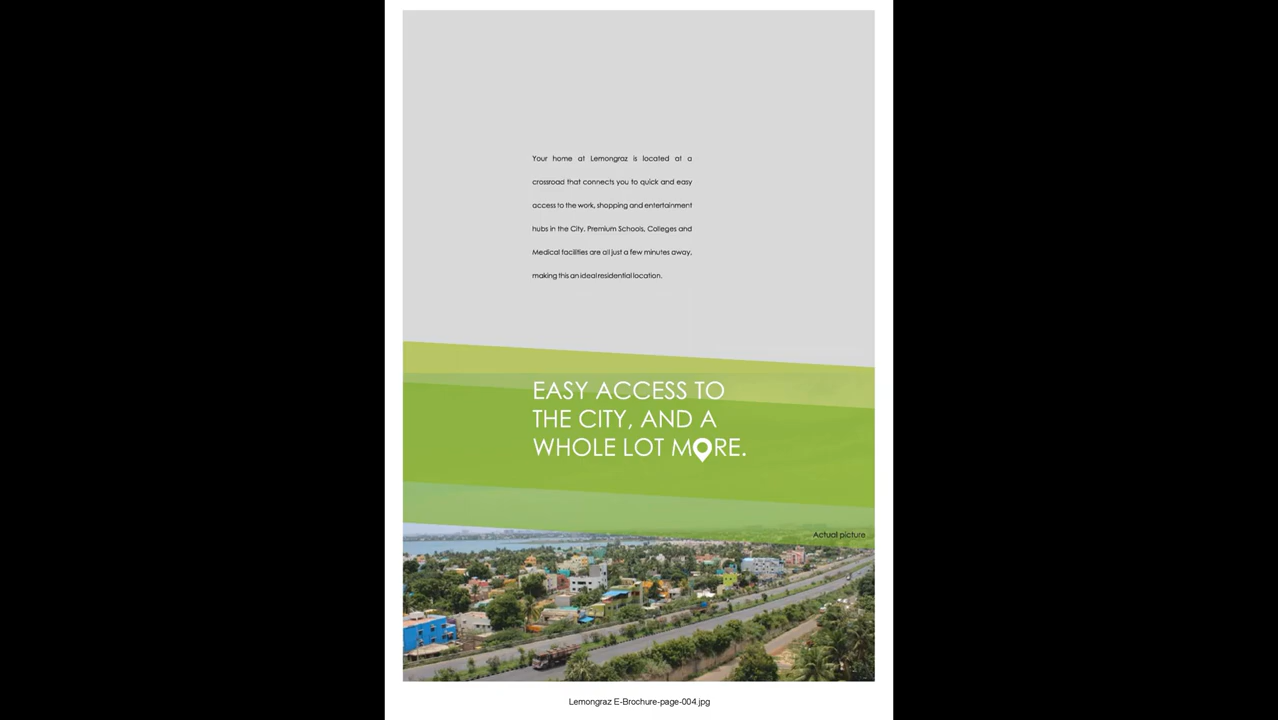 Your home at Lemongraz is located at a
crossroad that connects you to quick and easy
access to the work, shopping and entertainment
hubs in the City. Premium Schools, Colleges and
Medical facilities are all just a few minutes away,
making this an ideal residential location.
EASY ACCESS TO
THE CITY, AND A
WHOLE LOT MORE.
Actual picture
Lemongraz E-Brochure-page-004.jpg